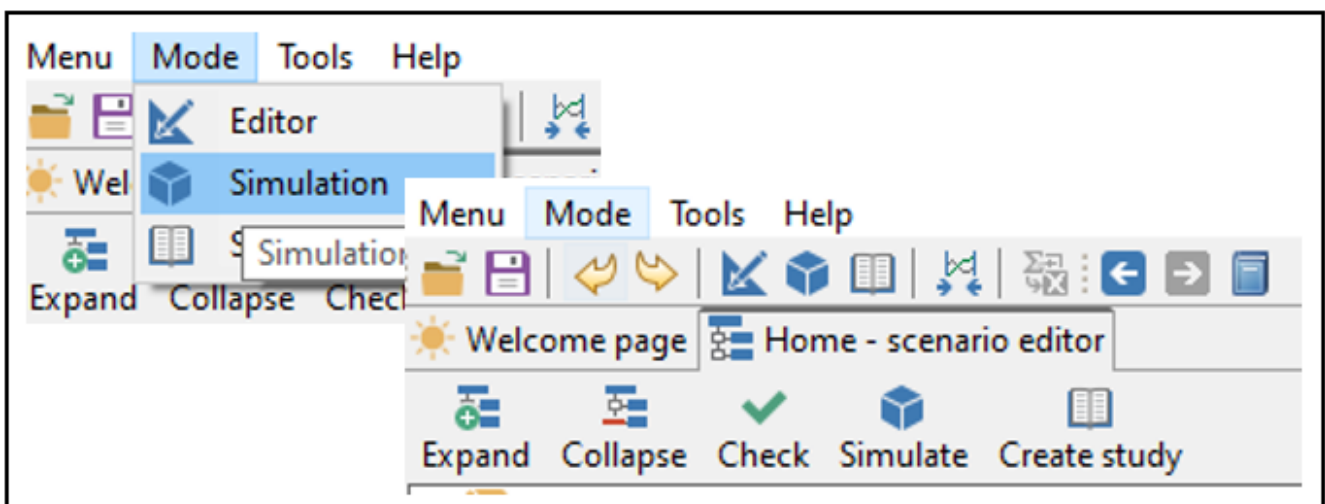 Menu Mode Tools Help
Editor
Wel
Simulation
S
Simulation
Expand Collapse Check
Menu Mode Tools Help
Welcome page Home - scenario editor
Expand Collapse Check Simulate Create study